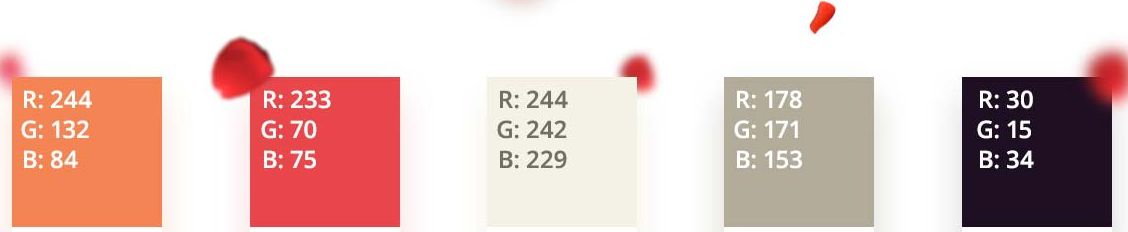 R: 244
G: 132
B: 84
R: 233
G: 70
B: 75
R: 244
G: 242
B: 229
R: 178
G: 171
B: 153
R: 30
G: 15
B: 34